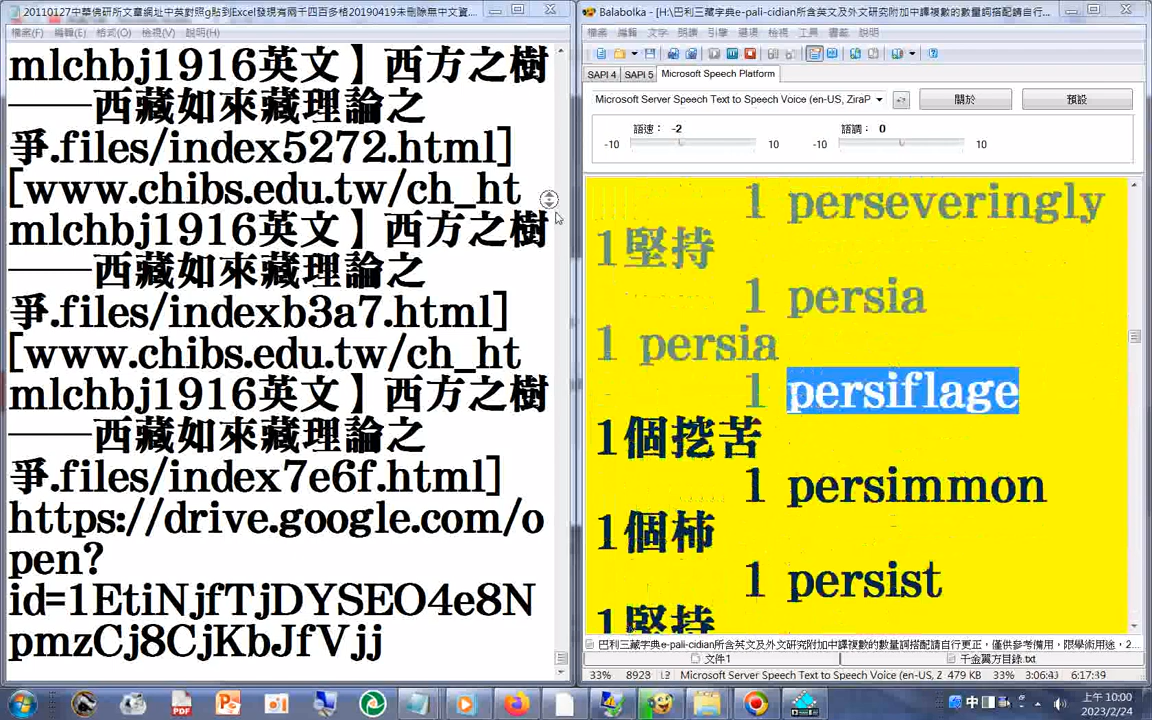 20110127中華佛研所文章網址中英對照g貼到Excel發現有兩千四百多格20190419未刪除無中文資...
檔案(F) 編輯(E) 格式(O) 檢視(V) 說明(H)
mlchbj1916英文】西方之樹
——西藏如來藏理論之
爭.files/index5272.html]
[www.chibs.edu.tw/ch_ht
mlchbj1916英文】西方之樹
——西藏如來藏理論之
爭.files/indexb3a7.html]
[www.chibs.edu.tw/ch_ht
mlchbj1916英文】西方之樹
——西藏如來藏理論之
爭.files/index7e6f.html]
https://drive.google.com/o
pen?
id=1EtiNjfTjDYSEO4e8N
pmzCj8CjKbJfVjj
Balabolka - [H:\巴利三藏字典e-pali-cidian所含英文及外文研究附加中譯複數的數量詞搭配請自行...
檔案 編輯 文字 朗讀 引擎 選項 檢視 工具 書籤 說明
SAPI 4 SAPI 5 Microsoft Speech Platform
Microsoft Server Speech Text to Speech Voice (en-US, ZiraP
關於 預設
語速： -2 語調： 0
-10 10 -10 10
1 perseveringly
1堅持
1 persia
1 persia
1 persiflage
1個挖苦
1 persimmon
1個柿
1 persist
1堅持
巴利三藏字典e-pali-cidian所含英文及外文研究附加中譯複數的數量詞搭配請自行更正，僅供參考備用，限學術用途，2...
文件1 千金翼方目錄.txt
33% 8928 Microsoft Server Speech Text to Speech Voice (en-US, Z 479 KB 33% 3:06:43 6:17:39
中
上午 10:00
2023/2/24